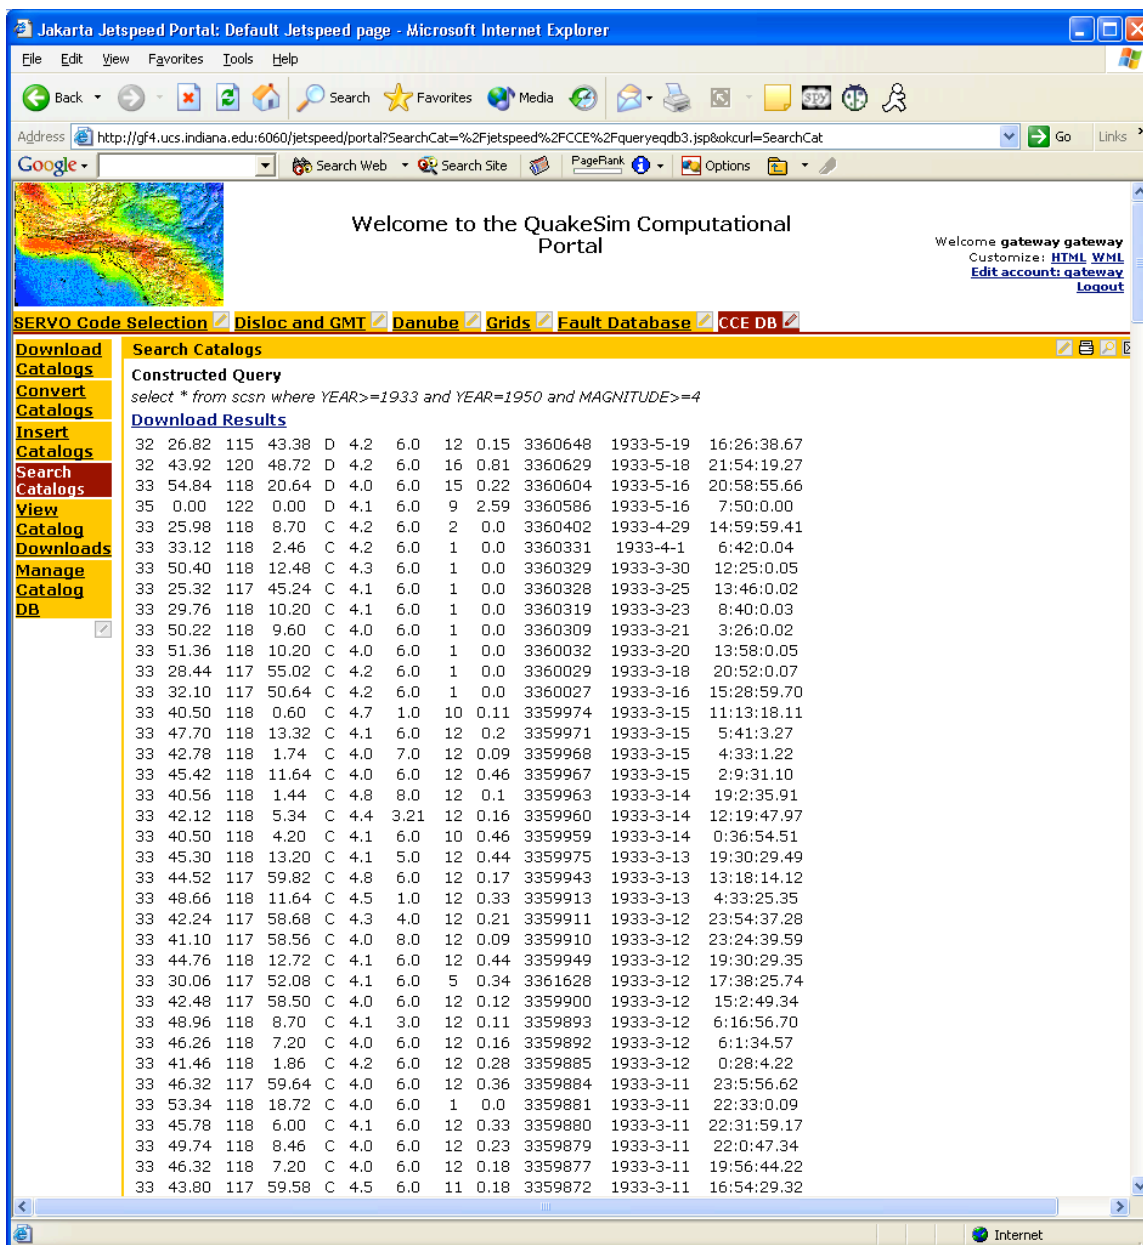 Jakarta Jetspeed Portal: Default Jetspeed page - Microsoft Internet Explorer
File Edit View Favorites Tools Help
Back Search Favorites Media SPY
Address http://gf4.ucs.indiana.edu:6060/jetspeed/portal?SearchCat=%2Fjetspeed%2FCCE%2Fqueryeqdb3.jsp&okcurl=SearchCat Go Links
Google Search Web Search Site PageRank Options
Welcome to the QuakeSim Computational
Portal
Welcome gateway gateway
Customize: HTML WML
Edit account: gateway
Logout
SERVO Code Selection Disloc and GMT Danube Grids Fault Database CCE DB
Download
Catalogs
Convert
Catalogs
Insert
Catalogs
Search
Catalogs
View
Catalog
Downloads
Manage
Catalog
DB
Search Catalogs
Constructed Query
select * from scsn where YEAR>=1933 and YEAR=1950 and MAGNITUDE>=4
Download Results
32 26.82 115 43.38 D 4.2 6.0 12 0.15 3360648 1933-5-19 16:26:38.67
32 43.92 120 48.72 D 4.2 6.0 16 0.81 3360629 1933-5-18 21:54:19.27
33 54.84 118 20.64 D 4.0 6.0 15 0.22 3360604 1933-5-16 20:58:55.66
35 0.00 122 0.00 D 4.1 6.0 9 2.59 3360586 1933-5-16 7:50:0.00
33 25.98 118 8.70 C 4.2 6.0 2 0.0 3360402 1933-4-29 14:59:59.41
33 33.12 118 2.46 C 4.2 6.0 1 0.0 3360331 1933-4-1 6:42:0.04
33 50.40 118 12.48 C 4.3 6.0 1 0.0 3360329 1933-3-30 12:25:0.05
33 25.32 117 45.24 C 4.1 6.0 1 0.0 3360328 1933-3-25 13:46:0.02
33 29.76 118 10.20 C 4.1 6.0 1 0.0 3360319 1933-3-23 8:40:0.03
33 50.22 118 9.60 C 4.0 6.0 1 0.0 3360309 1933-3-21 3:26:0.02
33 51.36 118 10.20 C 4.0 6.0 1 0.0 3360032 1933-3-20 13:58:0.05
33 28.44 117 55.02 C 4.2 6.0 1 0.0 3360029 1933-3-18 20:52:0.07
33 32.10 117 50.64 C 4.2 6.0 1 0.0 3360027 1933-3-16 15:28:59.70
33 40.50 118 0.60 C 4.7 1.0 10 0.11 3359974 1933-3-15 11:13:18.11
33 47.70 118 13.32 C 4.1 6.0 12 0.2 3359971 1933-3-15 5:41:3.27
33 42.78 118 1.74 C 4.0 7.0 12 0.09 3359968 1933-3-15 4:33:1.22
33 45.42 118 11.64 C 4.0 6.0 12 0.46 3359967 1933-3-15 2:9:31.10
33 40.56 118 1.44 C 4.8 8.0 12 0.1 3359963 1933-3-14 19:2:35.91
33 42.12 118 5.34 C 4.4 3.21 12 0.16 3359960 1933-3-14 12:19:47.97
33 40.50 118 4.20 C 4.1 6.0 10 0.46 3359959 1933-3-14 0:36:54.51
33 45.30 118 13.20 C 4.1 5.0 12 0.44 3359975 1933-3-13 19:30:29.49
33 44.52 117 59.82 C 4.8 6.0 12 0.17 3359943 1933-3-13 13:18:14.12
33 48.66 118 11.64 C 4.5 1.0 12 0.33 3359913 1933-3-13 4:33:25.35
33 42.24 117 58.68 C 4.3 4.0 12 0.21 3359911 1933-3-12 23:54:37.28
33 41.10 117 58.56 C 4.0 8.0 12 0.09 3359910 1933-3-12 23:24:39.59
33 44.76 118 12.72 C 4.1 6.0 12 0.44 3359949 1933-3-12 19:30:29.35
33 30.06 117 52.08 C 4.1 6.0 5 0.34 3361628 1933-3-12 17:38:25.74
33 42.48 117 58.50 C 4.0 6.0 12 0.12 3359900 1933-3-12 15:2:49.34
33 48.96 118 8.70 C 4.1 3.0 12 0.11 3359893 1933-3-12 6:16:56.70
33 46.26 118 7.20 C 4.0 6.0 12 0.16 3359892 1933-3-12 6:1:34.57
33 41.46 118 1.86 C 4.2 6.0 12 0.28 3359885 1933-3-12 0:28:4.22
33 46.32 117 59.64 C 4.0 6.0 12 0.36 3359884 1933-3-11 23:5:56.62
33 53.34 118 18.72 C 4.0 6.0 1 0.0 3359881 1933-3-11 22:33:0.09
33 45.78 118 6.00 C 4.1 6.0 12 0.33 3359880 1933-3-11 22:31:59.17
33 49.74 118 8.46 C 4.0 6.0 12 0.23 3359879 1933-3-11 22:0:47.34
33 46.32 118 7.20 C 4.0 6.0 12 0.18 3359877 1933-3-11 19:56:44.22
33 43.80 117 59.58 C 4.5 6.0 11 0.18 3359872 1933-3-11 16:54:29.32
Internet